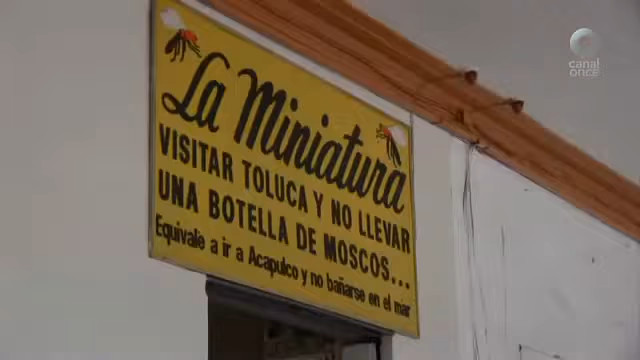 canal
once
La Miniatura
VISITAR TOLUCA Y NO LLEVAR
UNA BOTELLA DE MOSCOS...
Equivale a ir a Acapulco y no bañarse en el mar